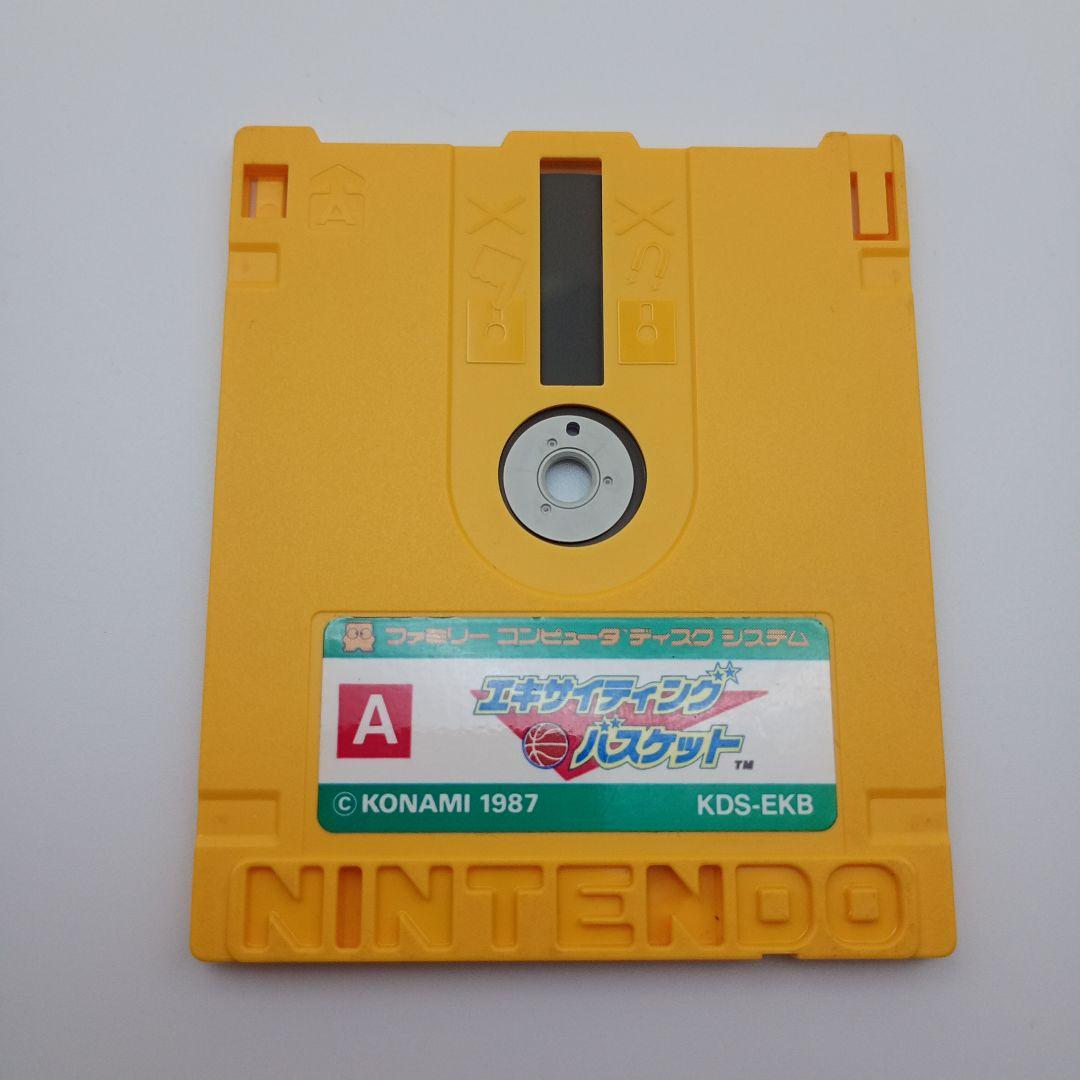 A
ファミリー コンピュータ ディスク システム
A
エキサイティング
バスケット
TM
© KONAMI 1987
KDS-EKB
NINTENDO